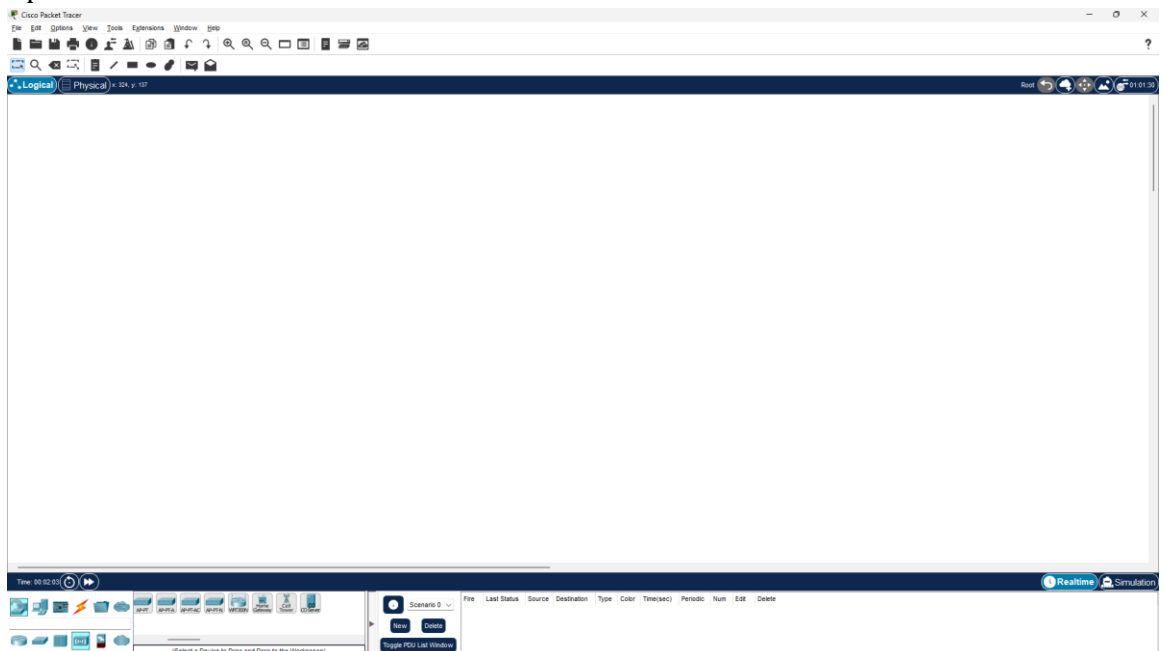 Cisco Packet Tracer
File Edit Options View Tools Extensions Window Help
?
Logical Physical x: 324, y: 157 Root 01:01:30
Time: 00:02:03 Realtime Simulation
AP-PT AP-PT-A AP-PT-AC AP-PT-N WRT300N Home Gateway Cell Tower CO Server
Scenario 0 Fire Last Status Source Destination Type Color Time(sec) Periodic Num Edit Delete
New Delete
Toggle PDU List Window
(Select a Device to Drag and Drop to the Workspace)